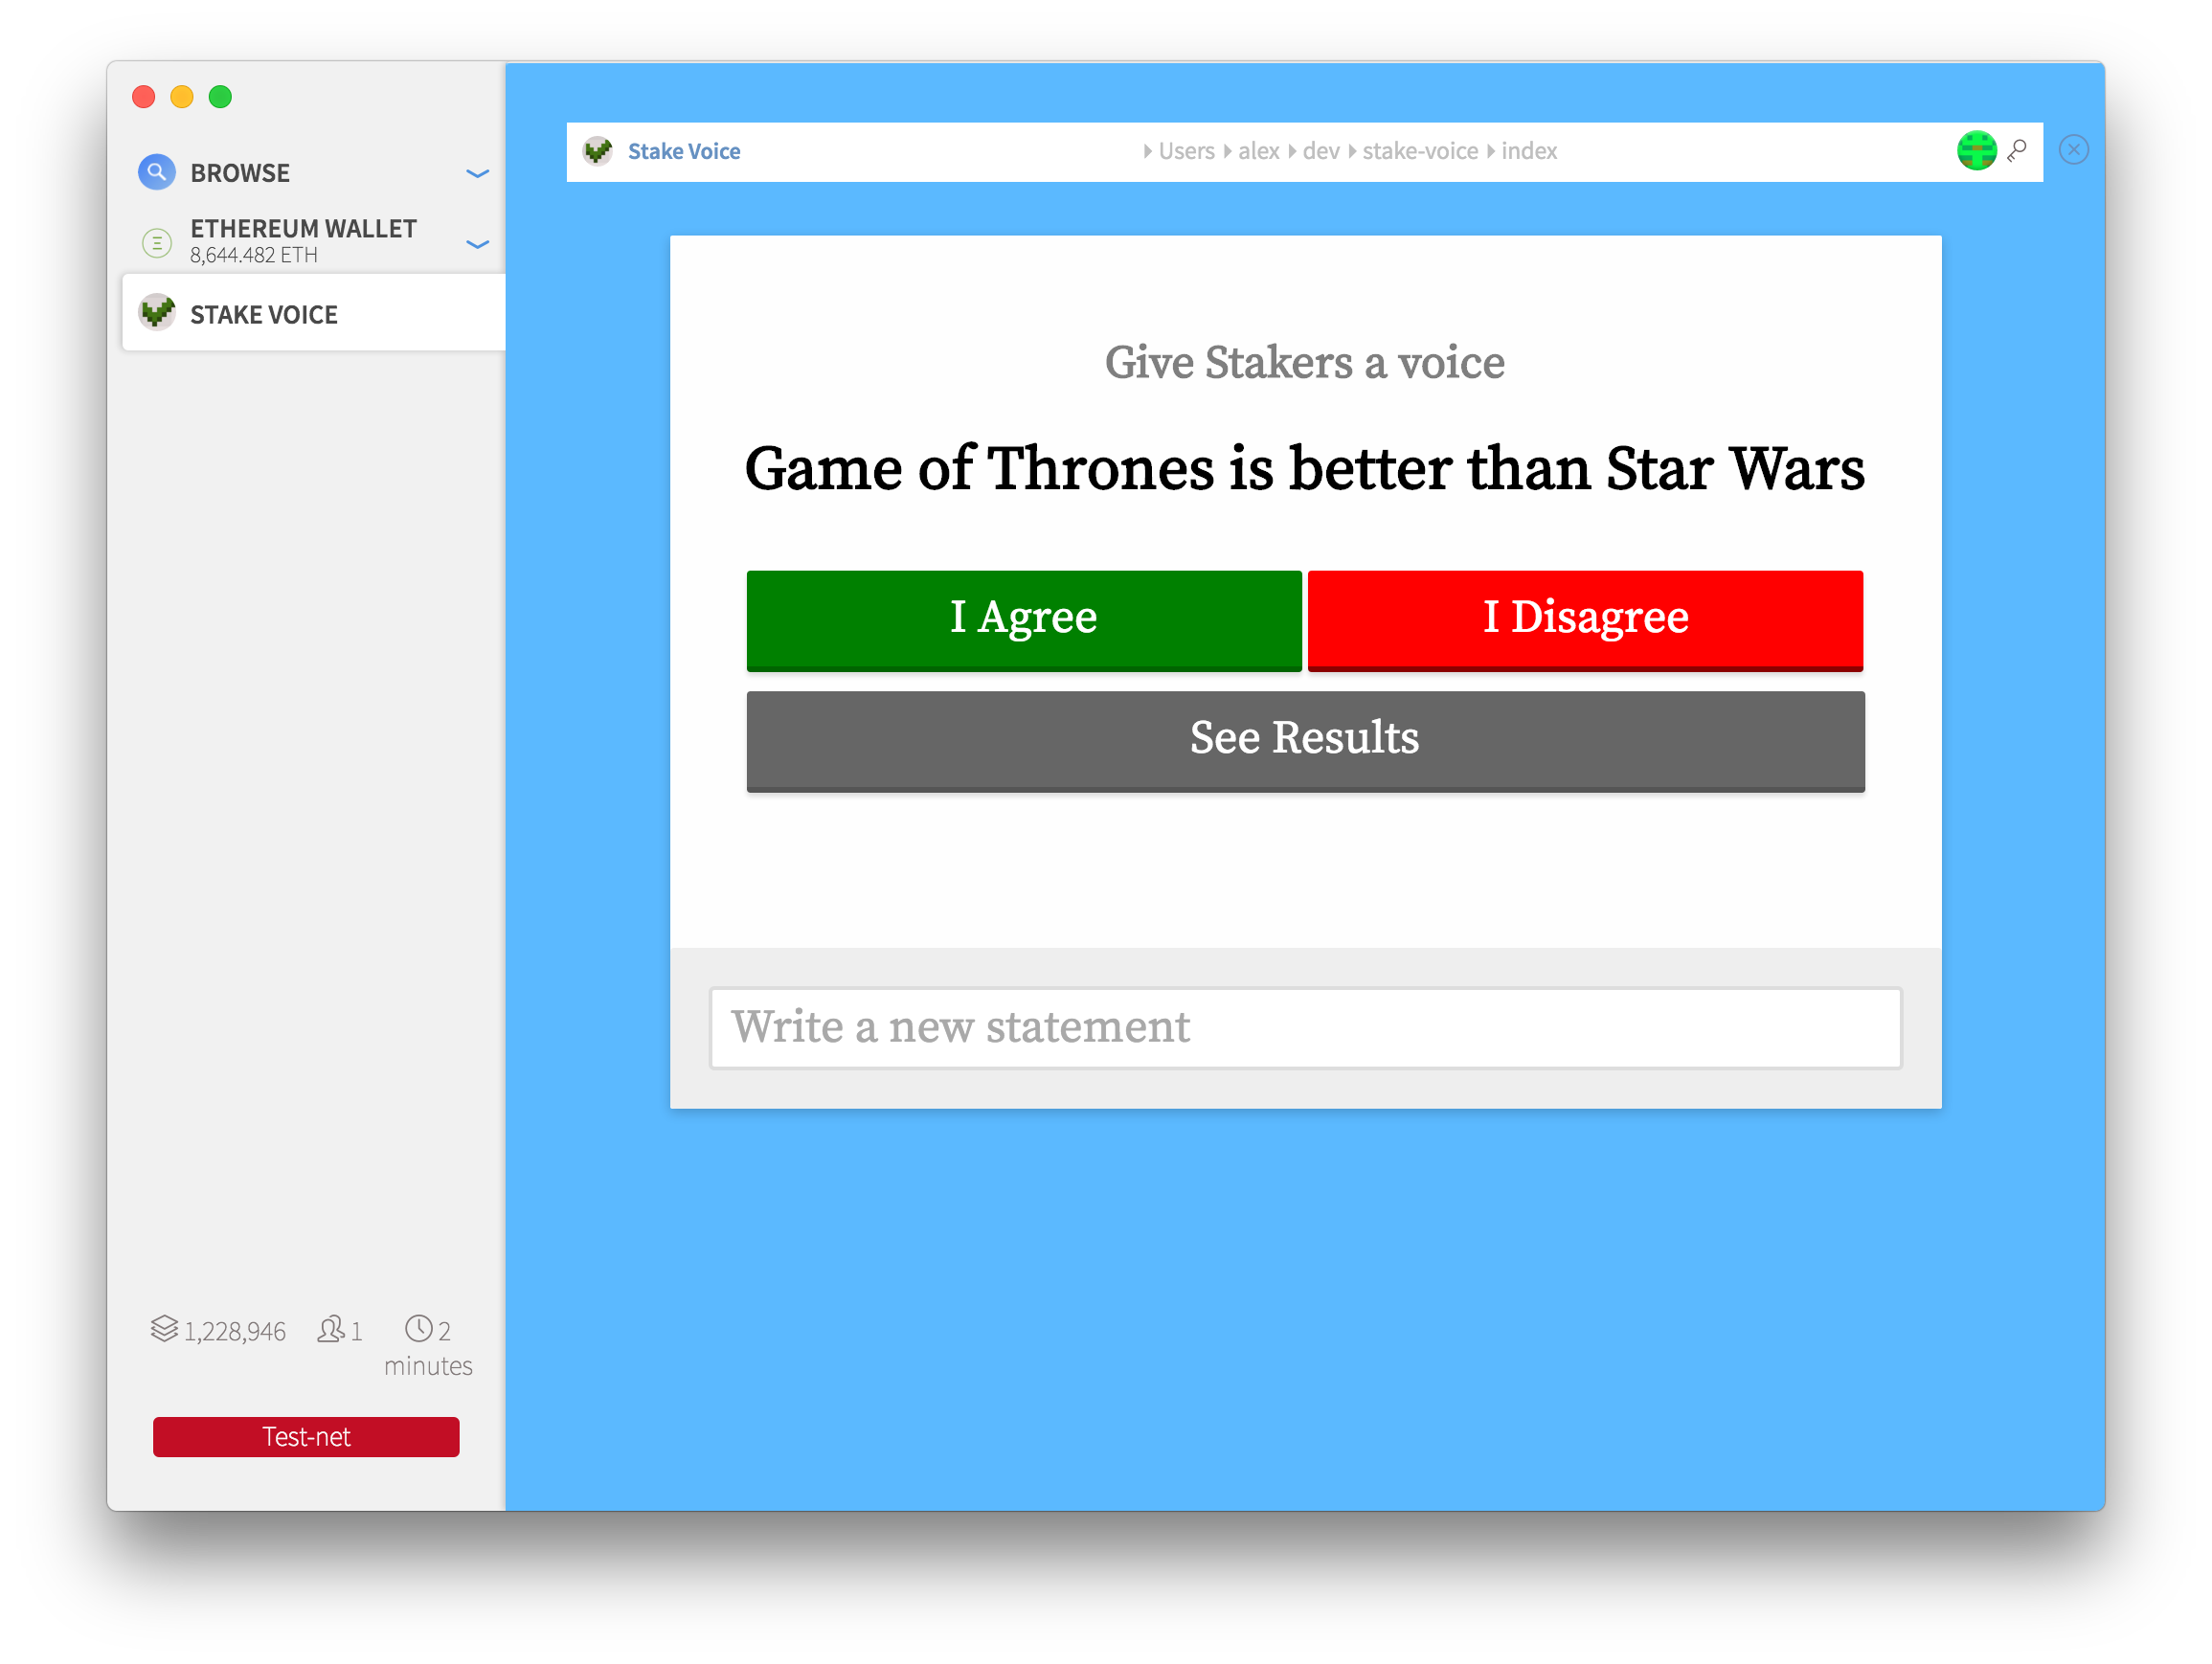 BROWSE
ETHEREUM WALLET
8,644.482 ETH
STAKE VOICE
1,228,946 1 2
minutes
Test-net
Stake Voice Users alex dev stake-voice index
Give Stakers a voice
Game of Thrones is better than Star Wars
I Agree I Disagree
See Results
Write a new statement